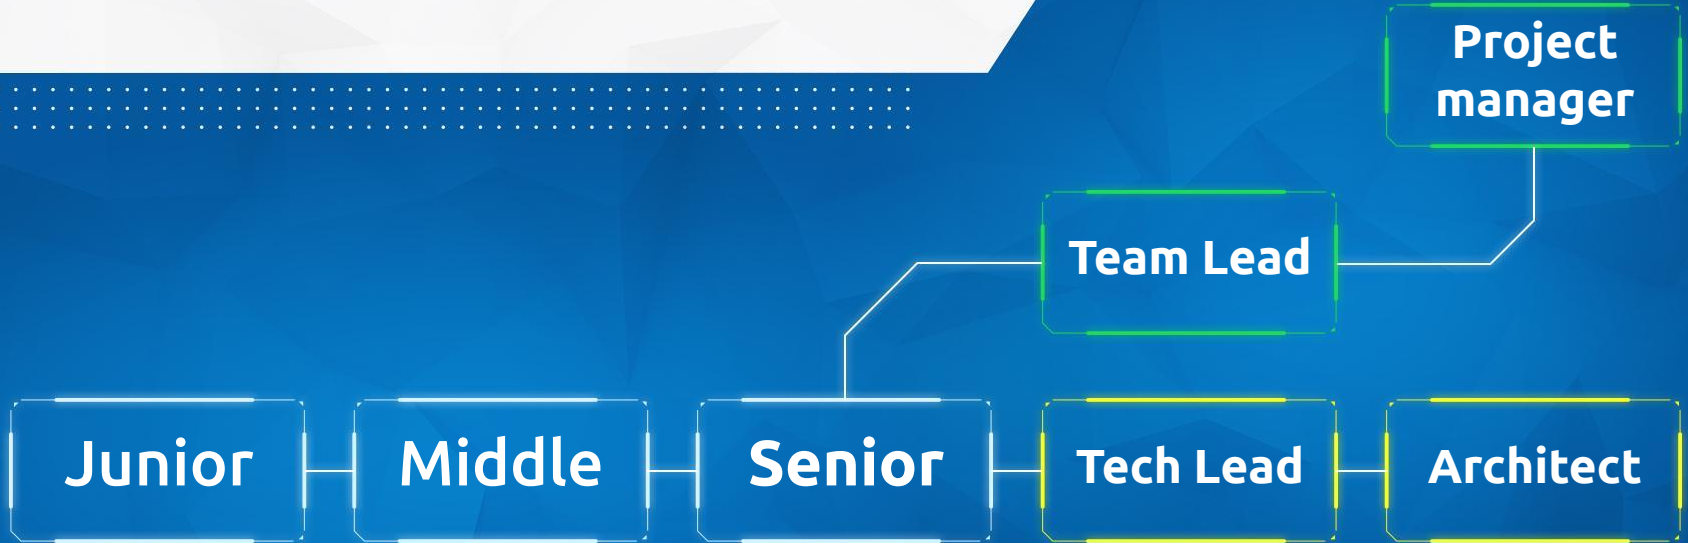 Project
manager
Team Lead
Junior
Middle
Senior
Tech Lead
Architect